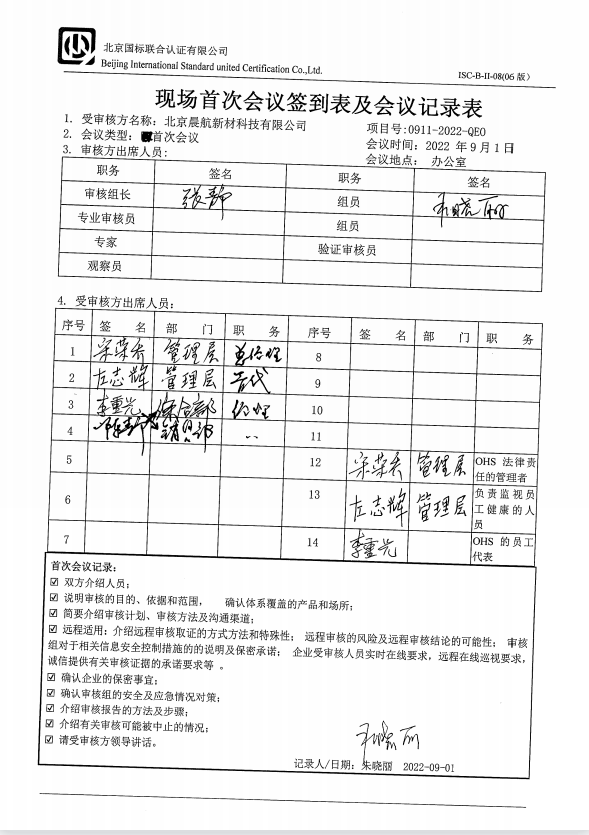 北京国标联合认证有限公司
Beijing International Standard united Certification Co.,Ltd.
ISC-B-II-08(06 版)
现场首次会议签到表及会议记录表
1. 受审核方名称：北京晨航新材科技有限公司 项目号:0911-2022-QEO
2. 会议类型： 首次会议 会议时间：2022 年 9 月 1 日
3. 审核方出席人员： 会议地点： 办公室
职务 签名 职务 签名
审核组长 张静 组员 朱晓丽
专业审核员 组员
专家 验证审核员
观察员
4. 受审核方出席人员：
序号 签 名 部 门 职 务 序号 签 名 部 门 职 务
1 宋荣香 管理层 总经理 8
2 左志辉 管理层 管代 9
3 李重光 综合部 经理 10
4 销售部 〃 11
5 12 宋荣香 管理层 OHS 法律责
任的管理者
6 13 左志辉 管理层 负责监视员
工健康的人
员
7 14 李重光 OHS 的员工
代表
首次会议记录：
☑ 双方介绍人员；
☑ 说明审核的目的、依据和范围， 确认体系覆盖的产品和场所；
☑ 简要介绍审核计划、审核方法及沟通渠道；
☑ 远程适用：介绍远程审核取证的方式方法和特殊性； 远程审核的风险及远程审核结论的可能性； 审核
组对于相关信息安全控制措施的的说明及保密承诺； 企业受审核人员实时在线要求，远程在线巡视要求，
诚信提供有关审核证据的承诺要求等 。
☑ 确认企业的保密事宜；
☑ 确认审核组的安全及应急情况对策；
☑ 介绍审核报告的方法及步骤；
☑ 介绍有关审核可能被中止的情况；
☑ 请受审核方领导讲话。
朱晓丽
记录人/日期：朱晓丽 2022-09-01